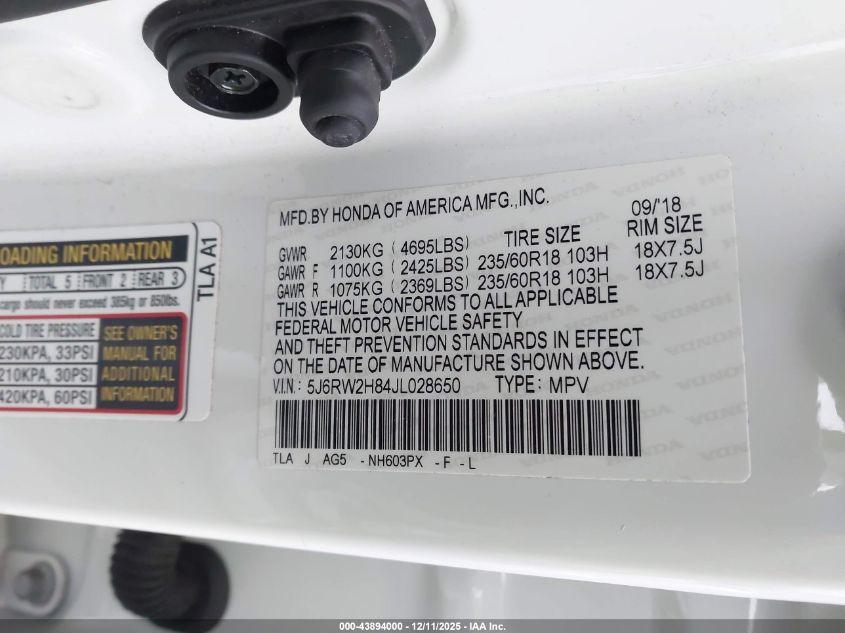 MFD.BY HONDA OF AMERICA MFG.,INC. 09/'18
GVWR 2130KG (4695LBS) TIRE SIZE RIM SIZE
GAWR F 1100KG (2425LBS) 235/60R18 103H 18X7.5J
GAWR R 1075KG (2369LBS) 235/60R18 103H 18X7.5J
THIS VEHICLE CONFORMS TO ALL APPLICABLE
FEDERAL MOTOR VEHICLE SAFETY
AND THEFT PREVENTION STANDARDS IN EFFECT
ON THE DATE OF MANUFACTURE SHOWN ABOVE.
V.I.N.: 5J6RW2H84JL028650 TYPE: MPV
TLA J AG5 -NH603PX -F -L
OADING INFORMATION
Y TOTAL 5 FRONT 2 REAR 3
cargo should never exceed 385kg or 850lbs.
COLD TIRE PRESSURE
230KPA, 33PSI
210KPA, 30PSI
420KPA, 60PSI
SEE OWNER'S
MANUAL FOR
ADDITIONAL
INFORMATION
TLA A1
000-43894000 | 12/11/2025 | IAA Inc.